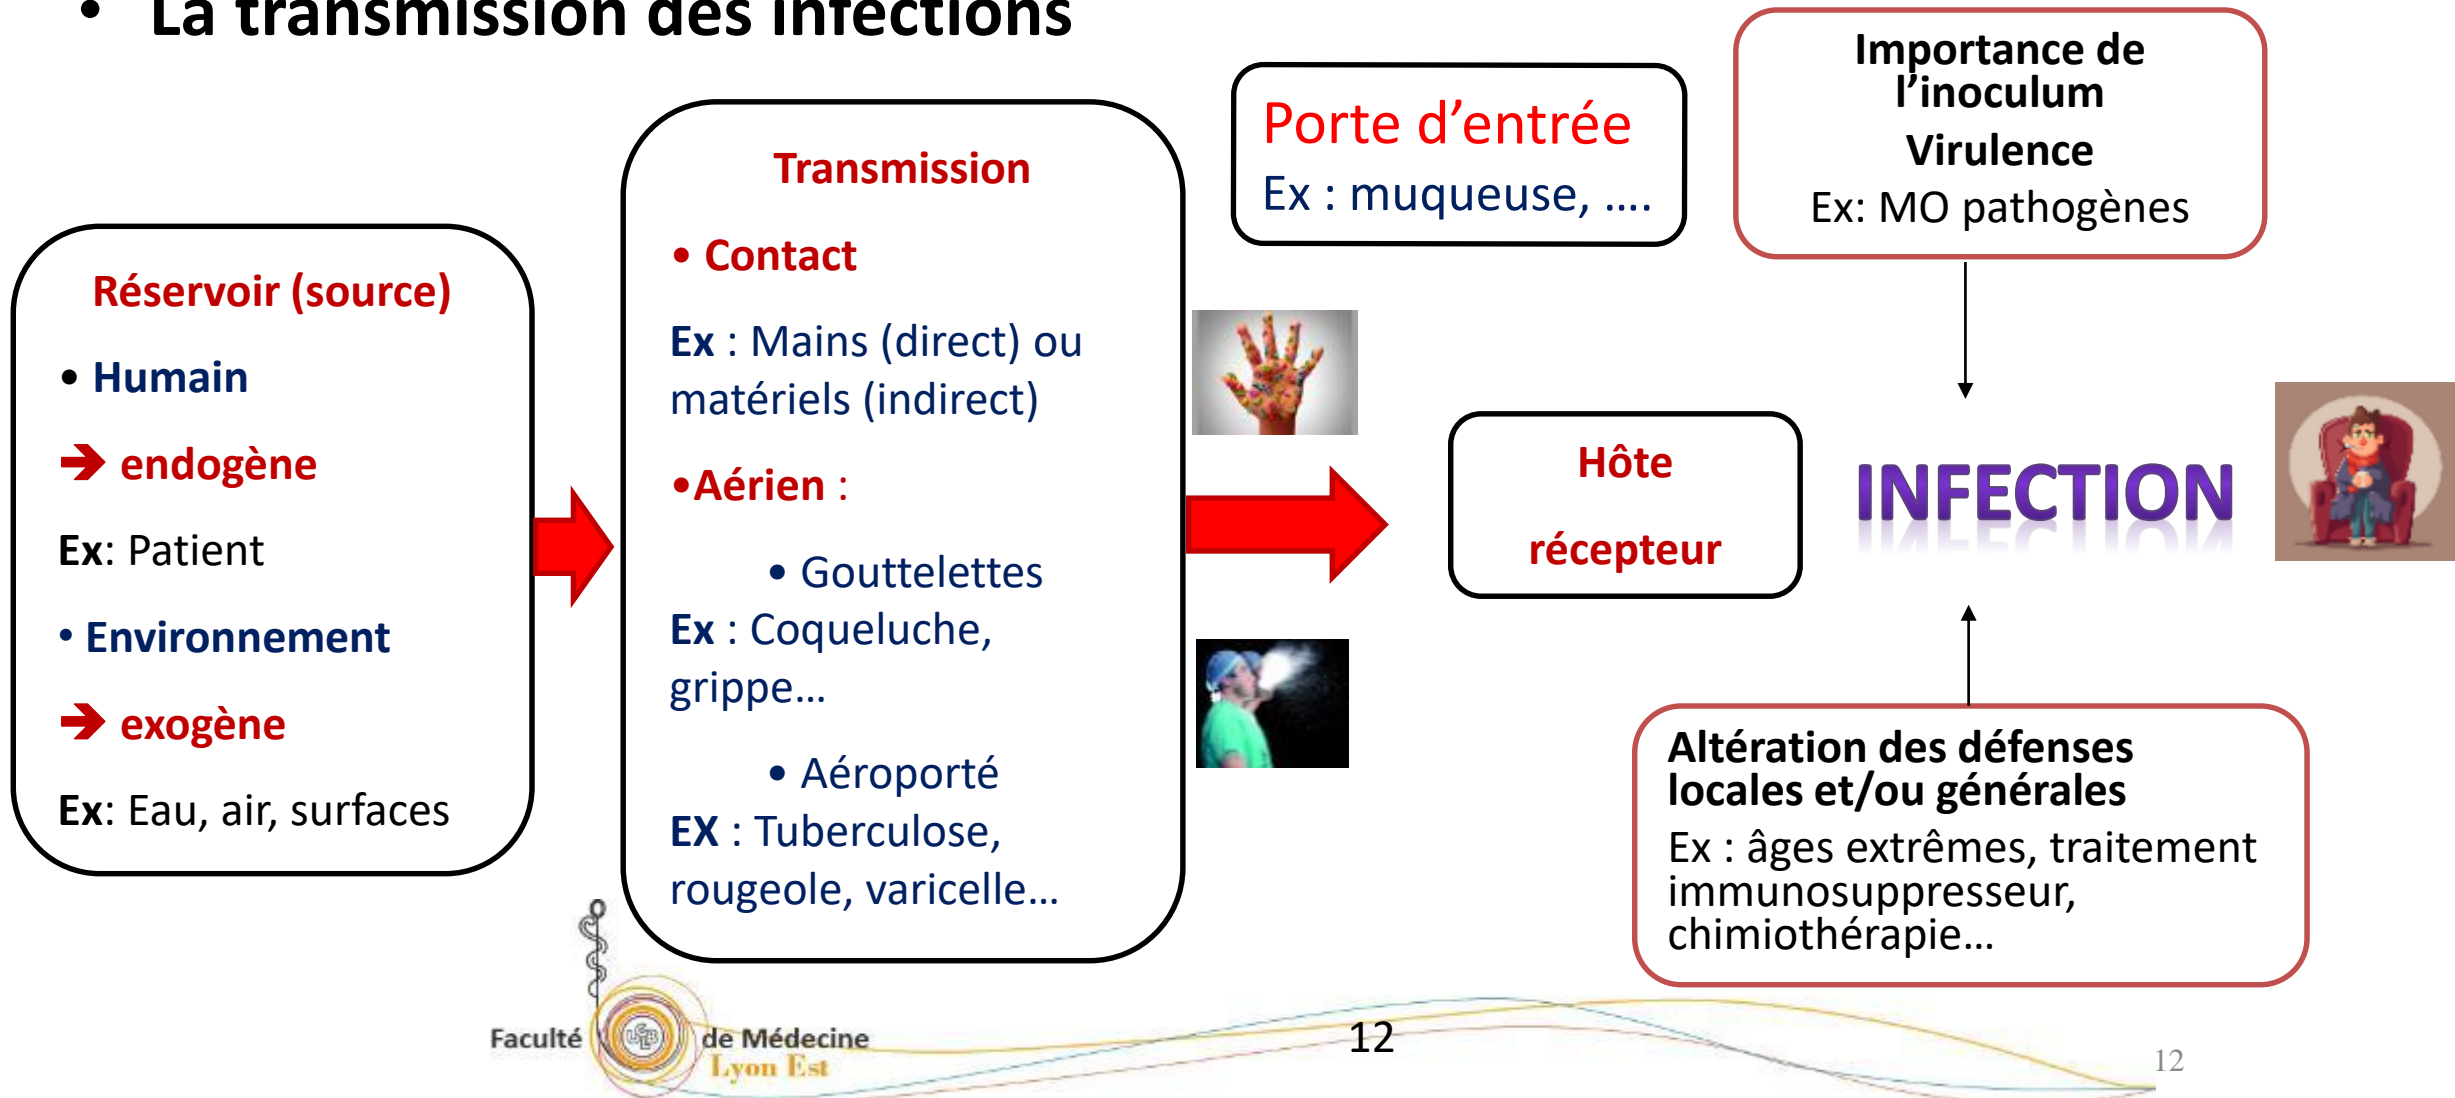 • La transmission des infections
Réservoir (source)
• Humain
➔ endogène
Ex: Patient
• Environnement
➔ exogène
Ex: Eau, air, surfaces
Transmission
• Contact
Ex : Mains (direct) ou
matériels (indirect)
•Aérien :
• Gouttelettes
Ex : Coqueluche,
grippe…
• Aéroporté
EX : Tuberculose,
rougeole, varicelle…
Porte d’entrée
Ex : muqueuse, ….
Hôte
récepteur
Importance de
l’inoculum
Virulence
Ex: MO pathogènes
INFECTION
Altération des défenses
locales et/ou générales
Ex : âges extrêmes, traitement
immunosuppresseur,
chimiothérapie…
Faculté de Médecine
Lyon Est
12
12